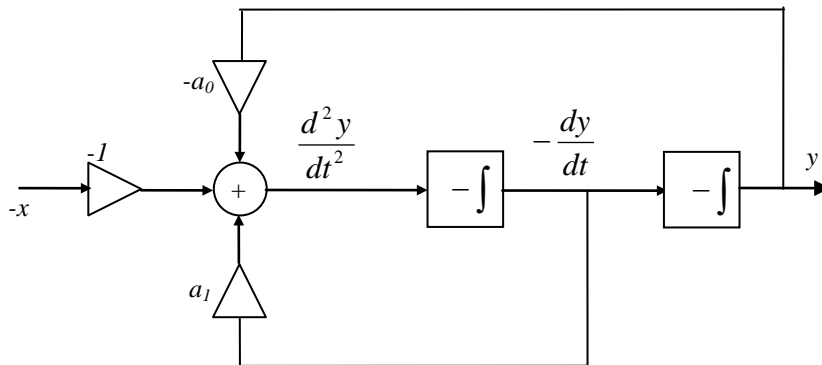 -a₀
-1
d²y/dt²
-dy/dt
y
-x
+
-∫
-∫
a₁